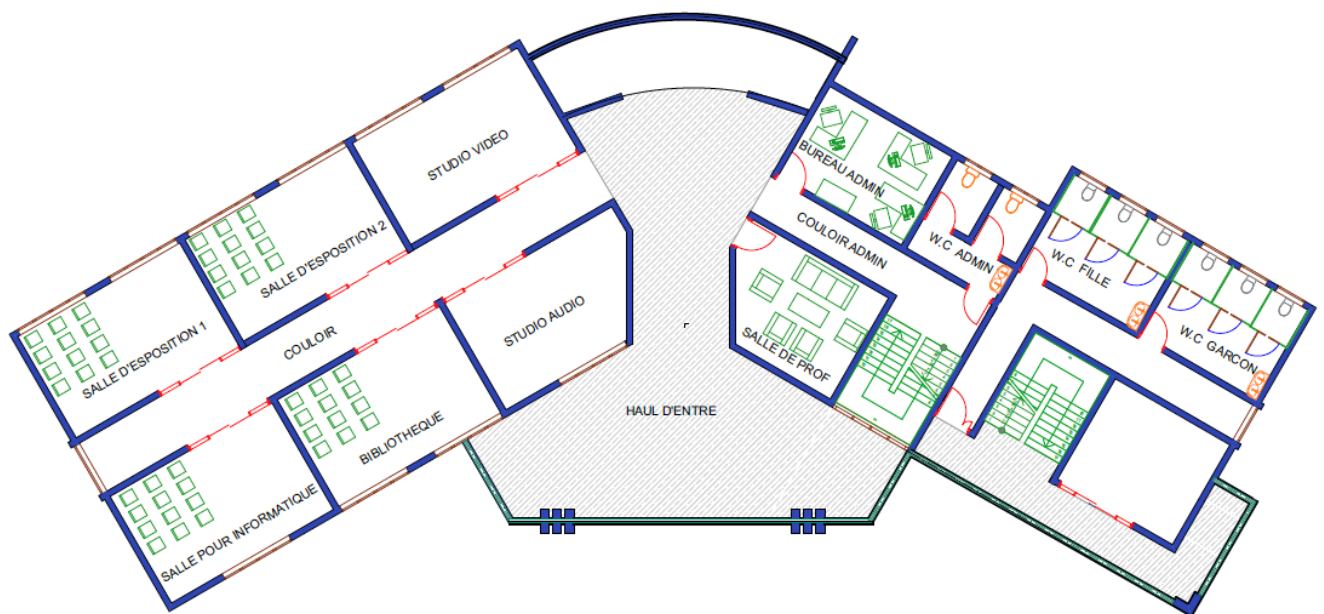 STUDIO VIDEO
SALLE D'ESPOSITION 2
SALLE D'ESPOSITION 1
COULOIR
STUDIO AUDIO
BIBLIOTHEQUE
SALLE POUR INFORMATIQUE
HAUL D'ENTRE
BUREAU ADMIN
COULOIR ADMIN
W.C ADMIN
SALLE DE PROF
W.C FILLE
W.C GARCON